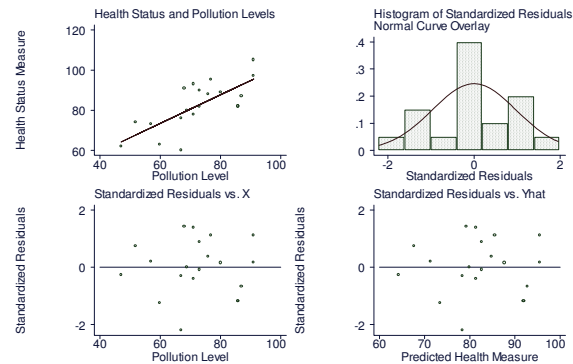 Health Status and Pollution Levels
Health Status Measure
120
100
80
60
40 60 80 100
Pollution Level
Histogram of Standardized Residuals
Normal Curve Overlay
.4
.3
.2
.1
0
-2 0 2
Standardized Residuals
Standardized Residuals vs. X
Standardized Residuals
2
0
-2
40 60 80 100
Pollution Level
Standardized Residuals vs. Yhat
Standardized Residuals
2
0
-2
60 70 80 90 100
Predicted Health Measure